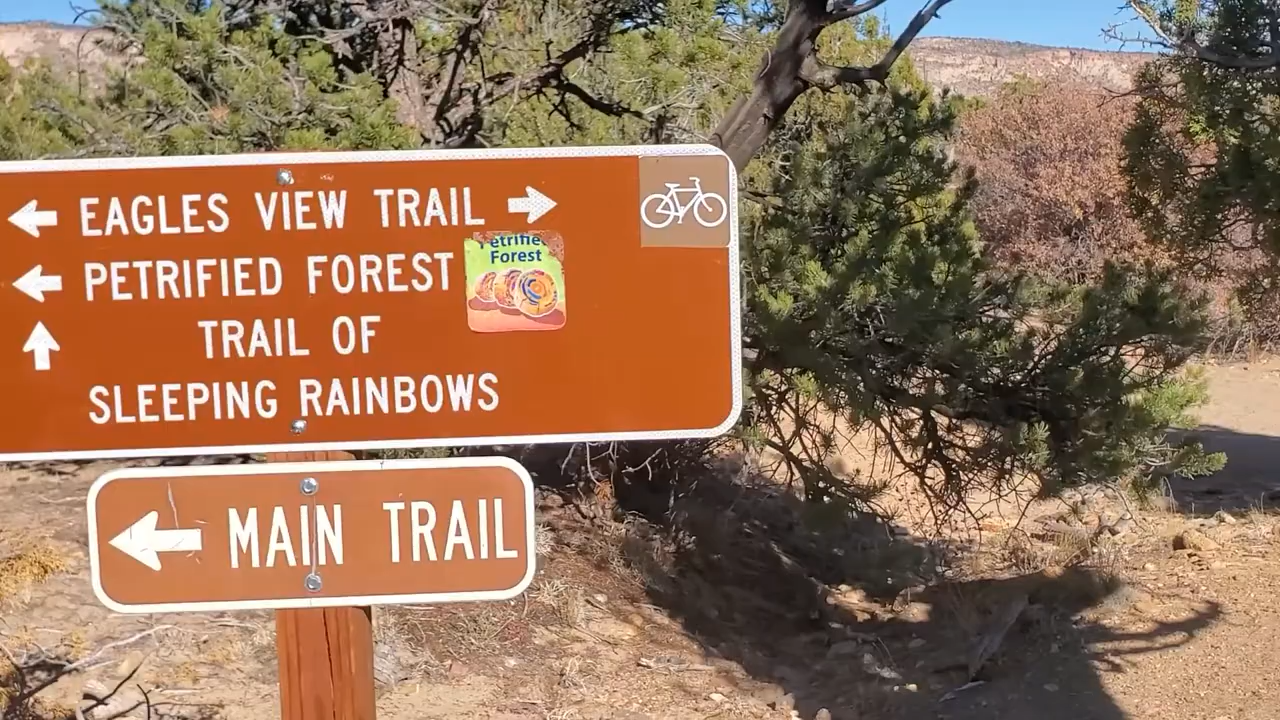 EAGLES VIEW TRAIL
PETRIFIED FOREST
Petrified
Forest
TRAIL OF
SLEEPING RAINBOWS
MAIN TRAIL